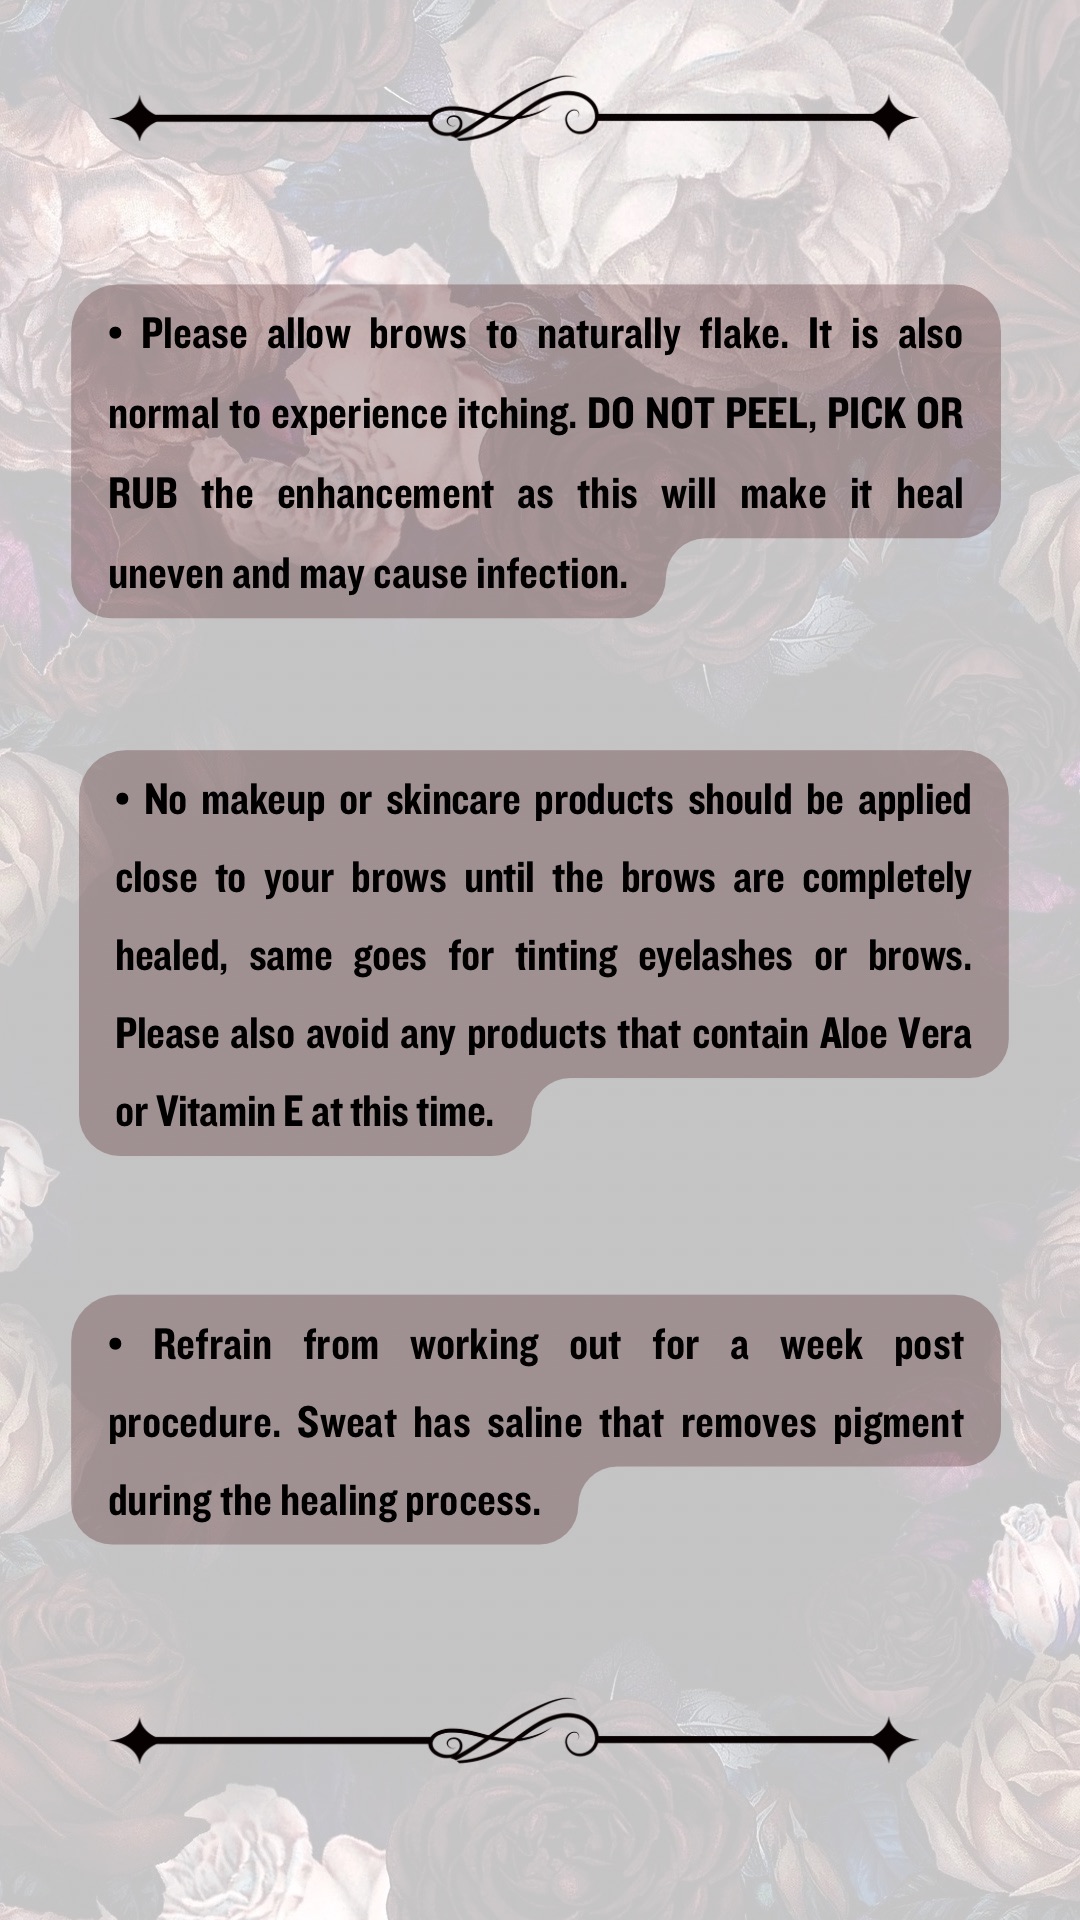 • Please allow brows to naturally flake. It is also
normal to experience itching. DO NOT PEEL, PICK OR
RUB the enhancement as this will make it heal
uneven and may cause infection.
• No makeup or skincare products should be applied
close to your brows until the brows are completely
healed, same goes for tinting eyelashes or brows.
Please also avoid any products that contain Aloe Vera
or Vitamin E at this time.
• Refrain from working out for a week post
procedure. Sweat has saline that removes pigment
during the healing process.